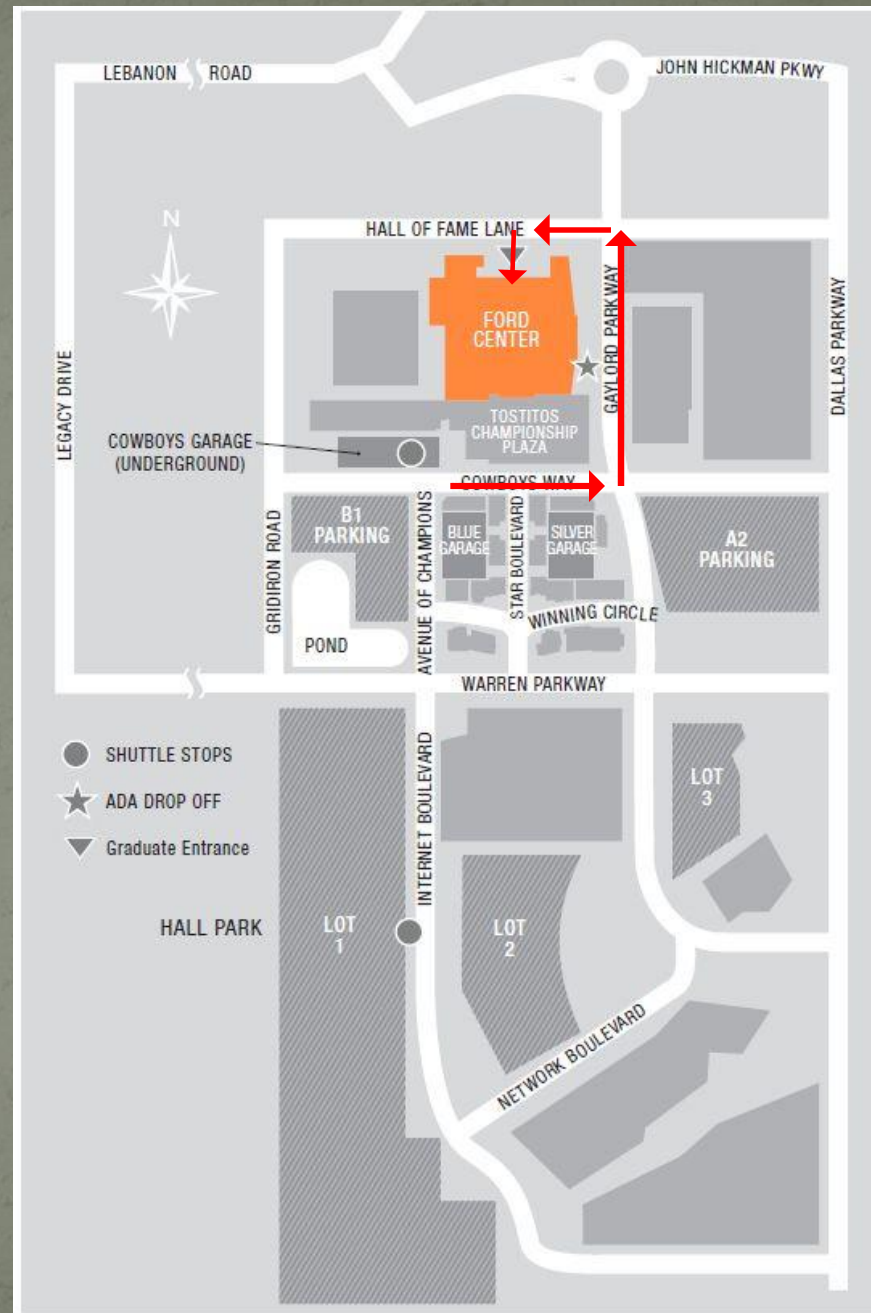 LEBANON ROAD
JOHN HICKMAN PKWY
N
HALL OF FAME LANE
FORD
CENTER
GAYLORD PARKWAY
DALLAS PARKWAY
LEGACY DRIVE
TOSTITOS
CHAMPIONSHIP
PLAZA
COWBOYS GARAGE
(UNDERGROUND)
COWBOYS WAY
B1
PARKING
BLUE
GARAGE
SILVER
GARAGE
A2
PARKING
GRIDIRON ROAD
AVENUE OF CHAMPIONS
STAR BOULEVARD
WINNING CIRCLE
POND
WARREN PARKWAY
SHUTTLE STOPS
ADA DROP OFF
Graduate Entrance
INTERNET BOULEVARD
LOT
3
HALL PARK
LOT
1
LOT
2
NETWORK BOULEVARD